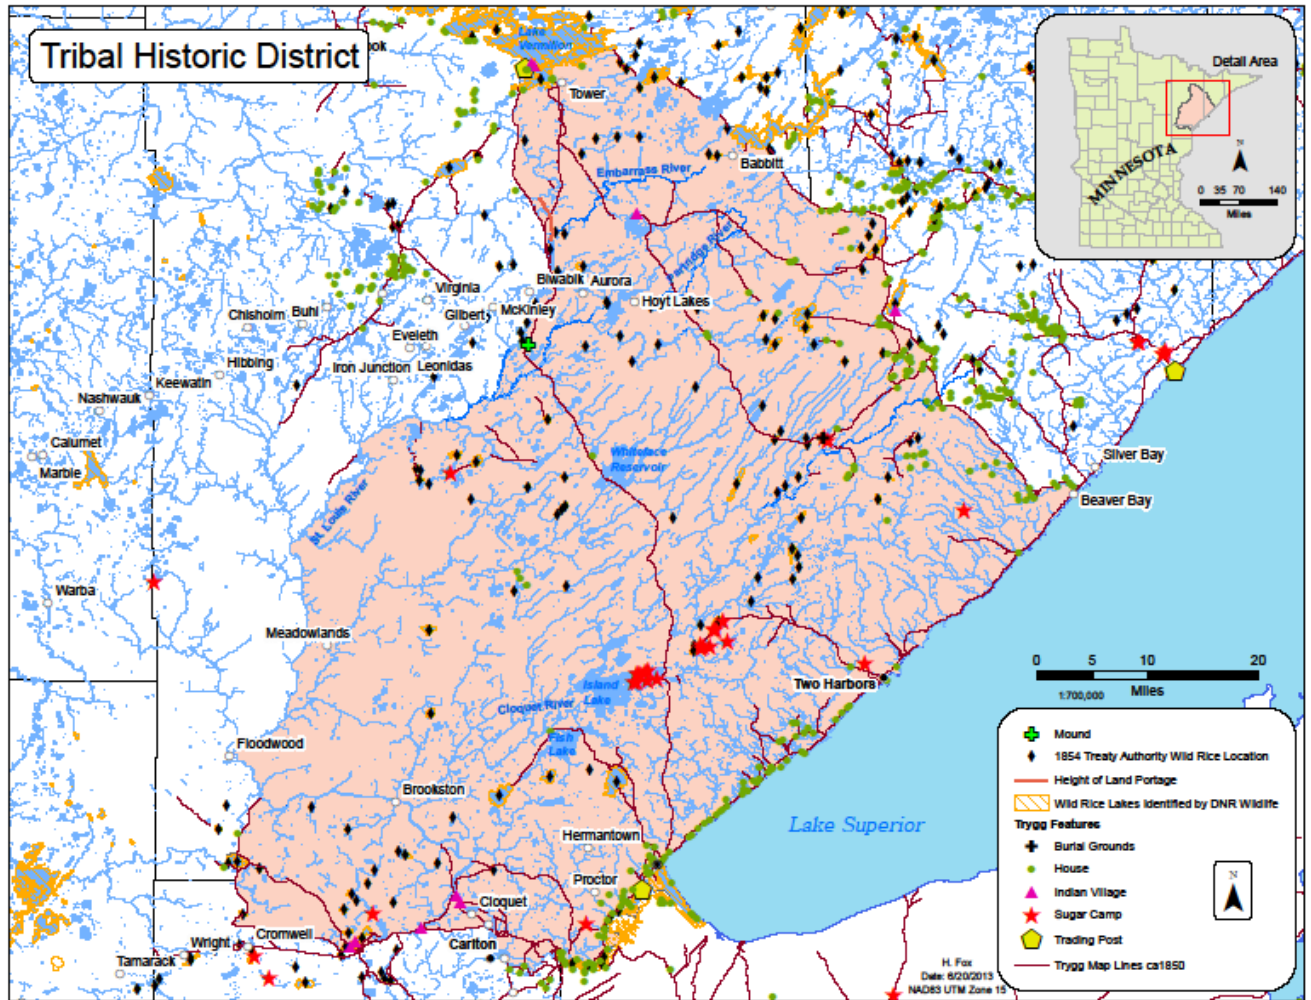 Tribal Historic District
ook
Lake
Vermilion
Tower
Detail Area
MINNESOTA
N
0 35 70 140
Miles
Babbitt
Embarrass River
Partridge River
Biwabik
Aurora
Virginia
McKinley
Hoyt Lakes
Chisholm
Buhl
Gilbert
Eveleth
Hibbing
Iron Junction
Leonidas
Keewatin
Nashwauk
Calumet
Marble
Whiteface
Reservoir
Silver Bay
Beaver Bay
St. Louis River
Warba
Meadowlands
Island
Lake
Two Harbors
Cloquet River
Fish
Lake
Floodwood
Brookston
Hermantown
Lake Superior
Proctor
Cloquet
Cromwell
Wright
Carlton
Tamarack
0 5 10 20
1:700,000
Miles
Mound
1854 Treaty Authority Wild Rice Location
Height of Land Portage
Wild Rice Lakes Identified by DNR Wildlife
Trygg Features
Burial Grounds
House
Indian Village
Sugar Camp
Trading Post
Trygg Map Lines ca1850
N
H. Fox
Date: 6/20/2013
NAD83 UTM Zone 15